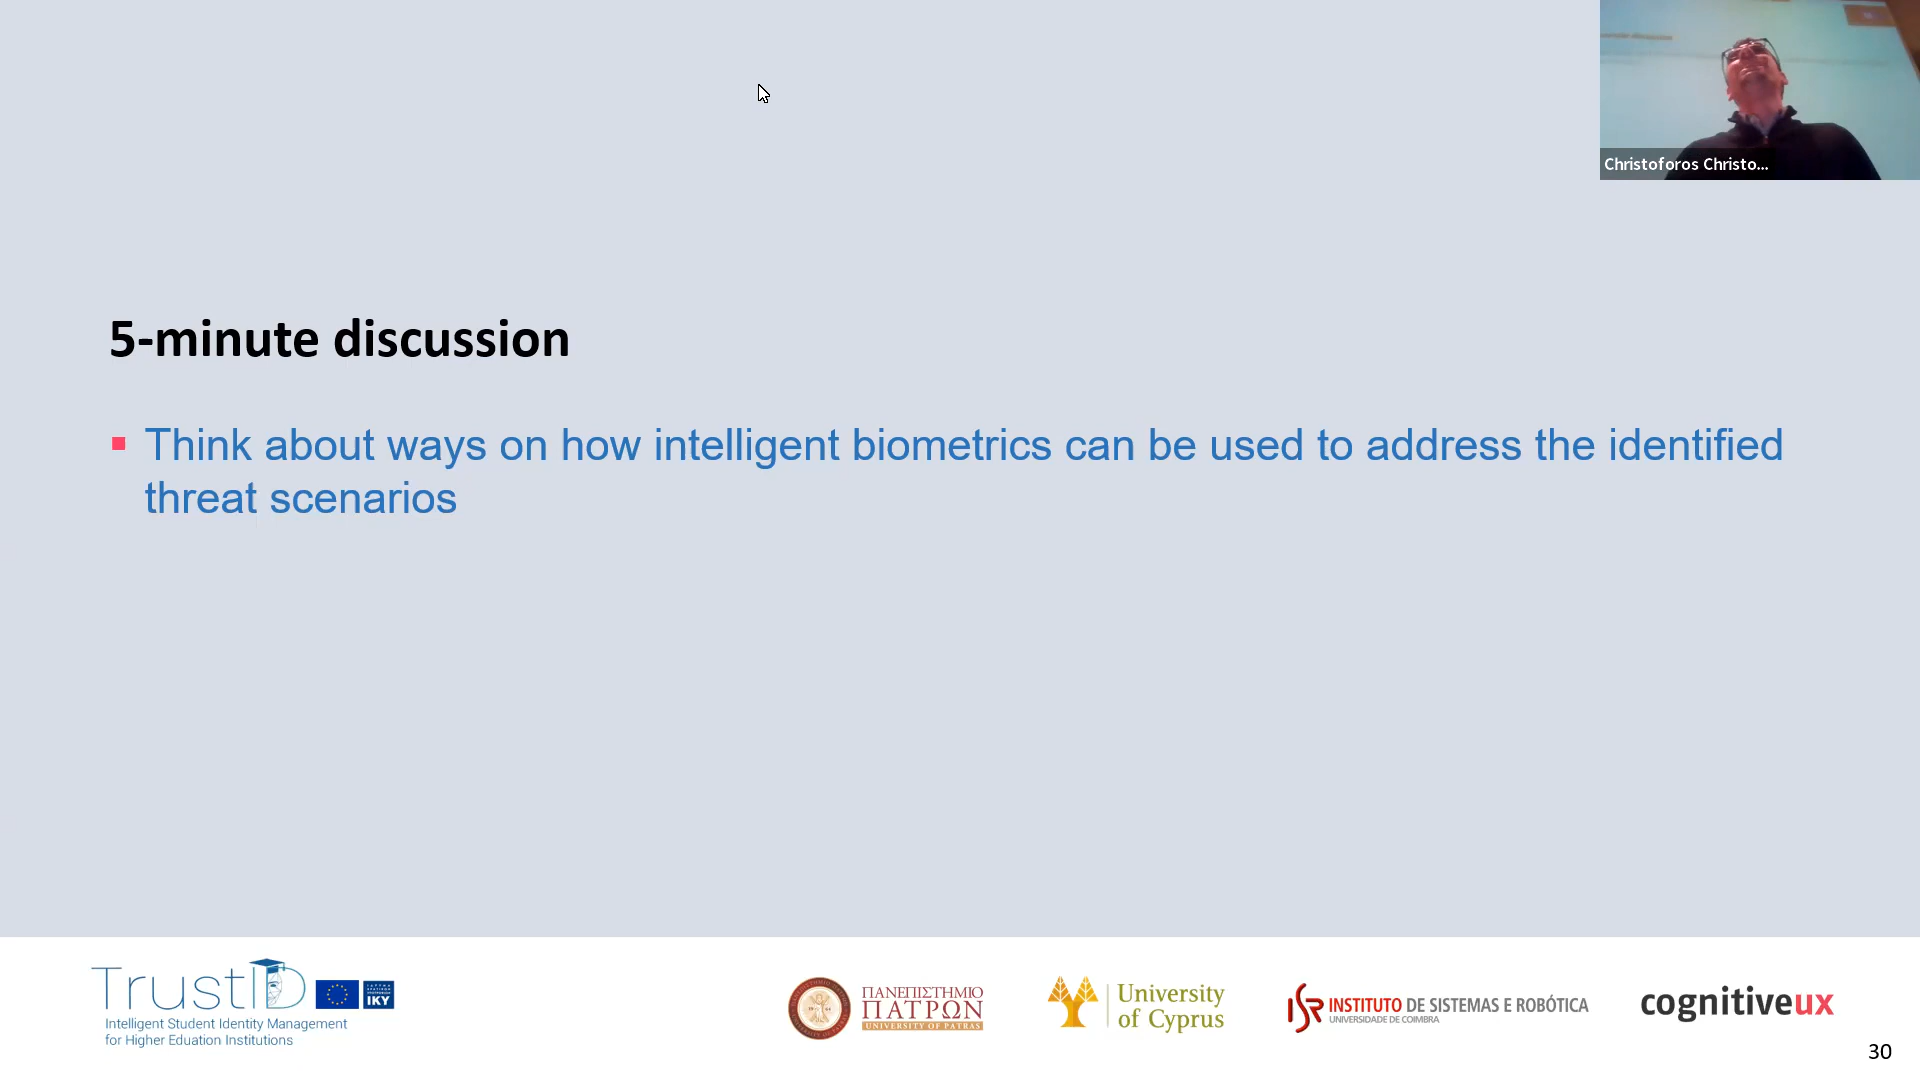 Christoforos Christo...
5-minute discussion
Think about ways on how intelligent biometrics can be used to address the identified
threat scenarios
TrustID
IKY
Intelligent Student Identity Management
for Higher Eduation Institutions
ΠΑΝΕΠΙΣΤΗΜΙΟ
ΠΑΤΡΩΝ
UNIVERSITY OF PATRAS
University
of Cyprus
ISR INSTITUTO DE SISTEMAS E ROBÓTICA
UNIVERSIDADE DE COIMBRA
cognitiveux
30